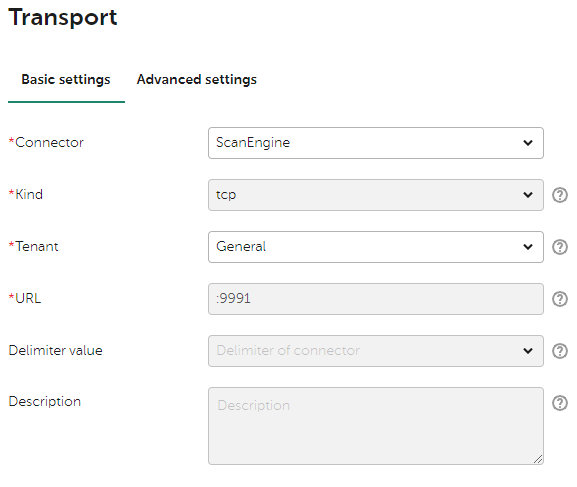 Transport
Basic settings Advanced settings
*Connector ScanEngine
*Kind tcp
*Tenant General
*URL :9991
Delimiter value Delimiter of connector
Description Description